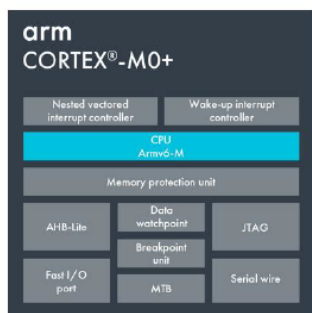 arm
CORTEX®-M0+
Nested vectored
interrupt controller
Wake-up interrupt
controller
CPU
Armv6-M
Memory protection unit
AHB-Lite
Data
watchpoint
JTAG
Breakpoint
unit
Fast I/O
port
MTB
Serial wire